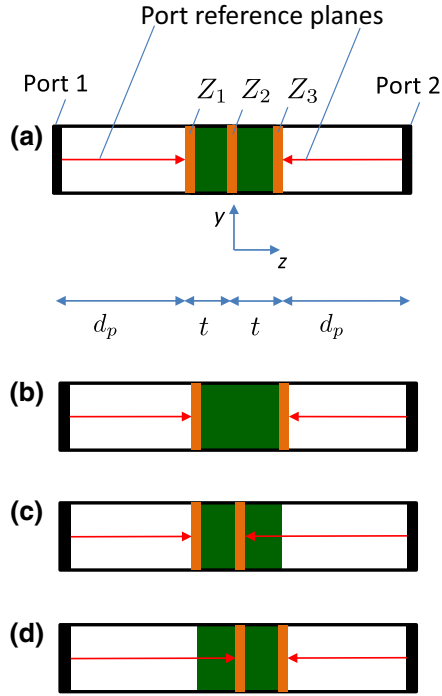 Port reference planes
Port 1
Port 2
Z₁ Z₂ Z₃
(a)
y
z
dₚ t t dₚ
(b)
(c)
(d)